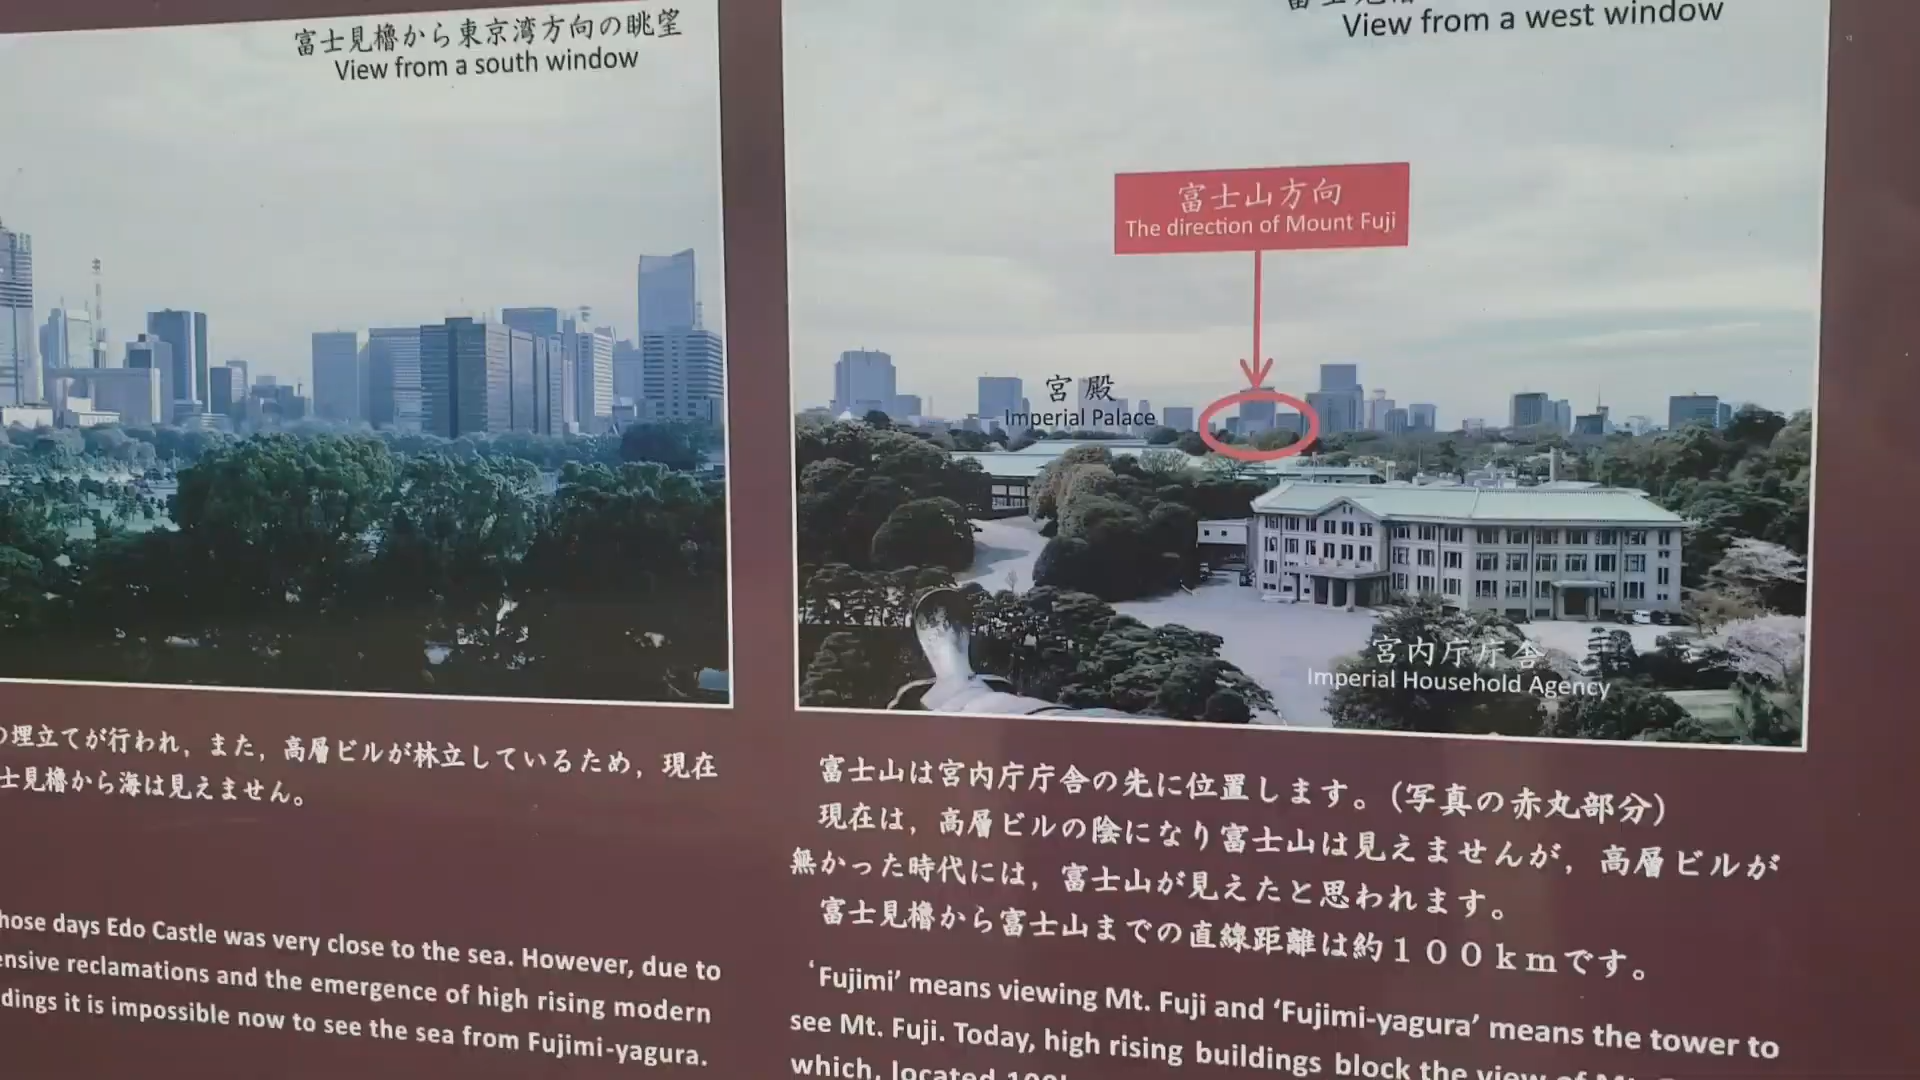 富士見櫓から東京湾方向の眺望
View from a south window
View from a west window
富士山方向
The direction of Mount Fuji
宮殿
Imperial Palace
宮内庁庁舎
Imperial Household Agency
の埋立てが行われ，また，高層ビルが林立しているため，現在
士見櫓から海は見えません。
hose days Edo Castle was very close to the sea. However, due to
ensive reclamations and the emergence of high rising modern
dings it is impossible now to see the sea from Fujimi-yagura.
富士山は宮内庁庁舎の先に位置します。（写真の赤丸部分）
現在は，高層ビルの陰になり富士山は見えませんが，高層ビルが
無かった時代には，富士山が見えたと思われます。
富士見櫓から富士山までの直線距離は約１００ｋｍです。
‘Fujimi’ means viewing Mt. Fuji and ‘Fujimi-yagura’ means the tower to
see Mt. Fuji. Today, high rising buildings block the view of
which, located